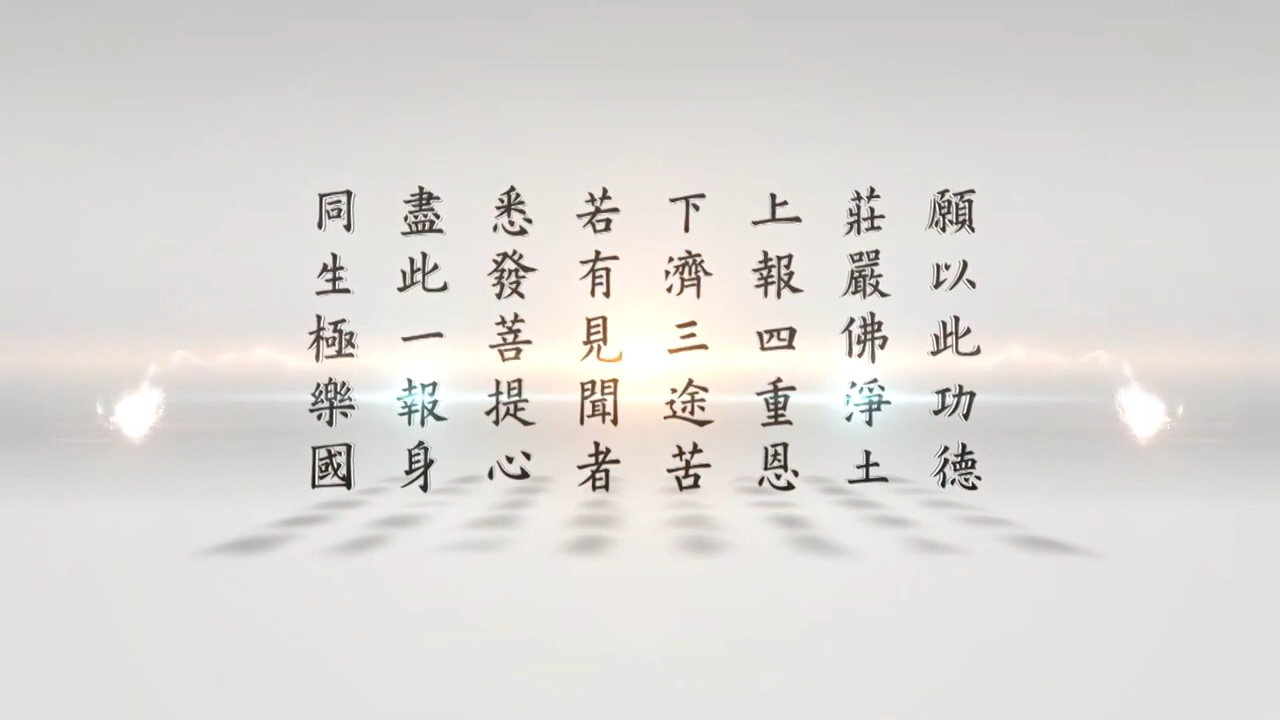 願以此功德
莊嚴佛淨土
上報四重恩
下濟三途苦
若有見聞者
悉發菩提心
盡此一報身
同生極樂國